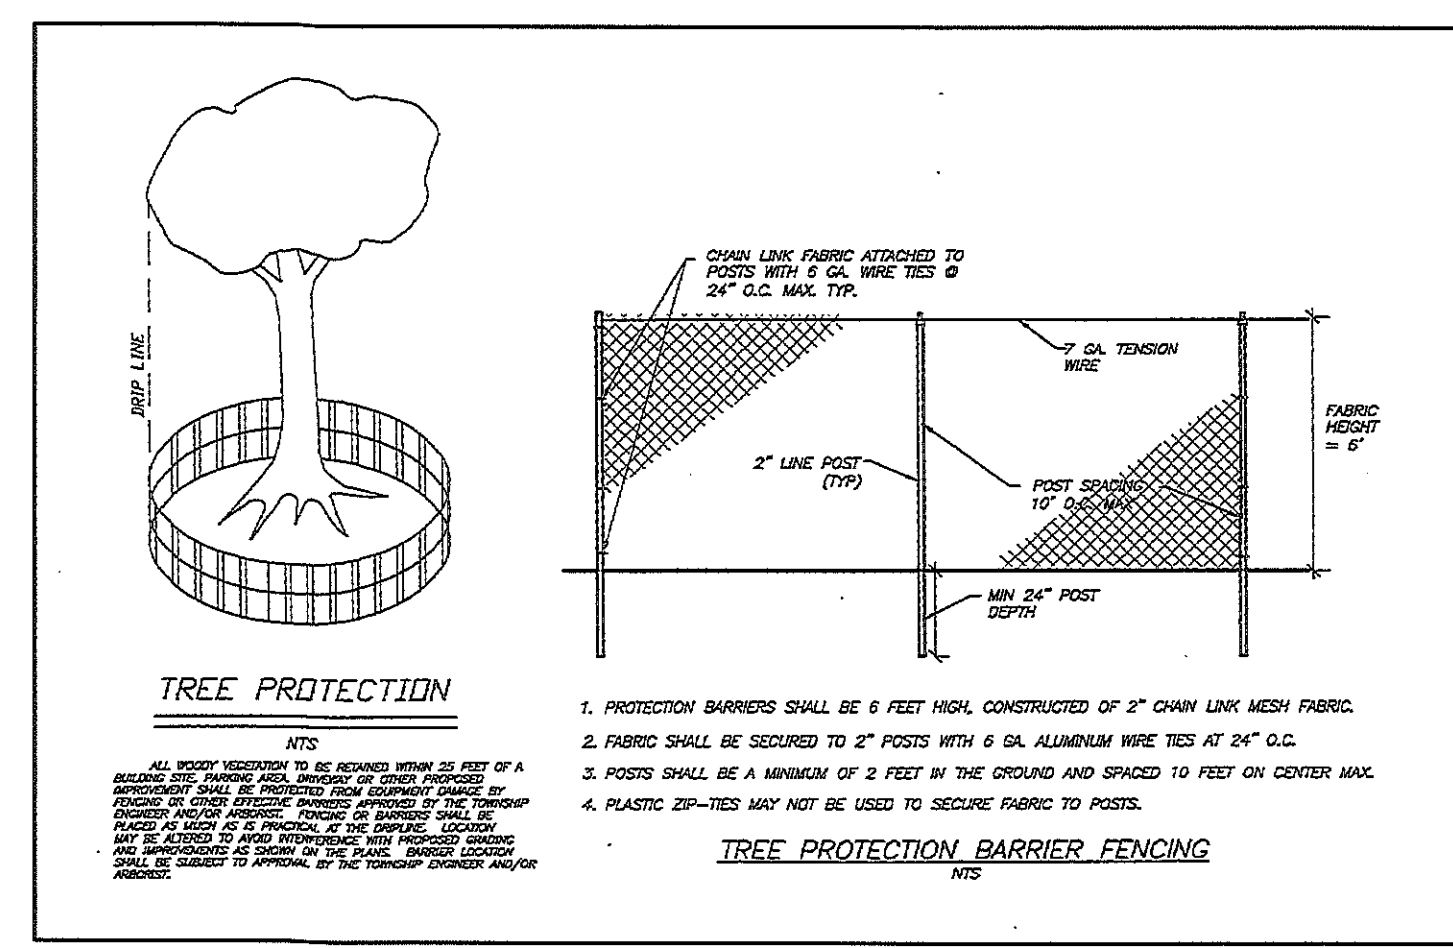 DRIP LINE
TREE PROTECTION
NTS
ALL WOODY VEGETATION TO BE RETAINED WITHIN 25 FEET OF A
BUILDING SITE, PARKING AREA, DRIVEWAY OR OTHER PROPOSED
IMPROVEMENT SHALL BE PROTECTED FROM EQUIPMENT DAMAGE BY
FENCING OR OTHER EFFECTIVE BARRIERS APPROVED BY THE TOWNSHIP
ENGINEER AND/OR ARBORIST. FENCING OR BARRIERS SHALL BE
PLACED AS MUCH AS IS PRACTICAL AT THE DRIPLINE. LOCATION
MAY BE ALTERED TO AVOID INTERFERENCE WITH PROPOSED GRADING
AND IMPROVEMENTS AS SHOWN ON THE PLANS. BARRIER LOCATION
SHALL BE SUBJECT TO APPROVAL BY THE TOWNSHIP ENGINEER AND/OR
ARBORIST.
CHAIN LINK FABRIC ATTACHED TO
POSTS WITH 6 GA. WIRE TIES @
24" O.C. MAX. TYP.
7 GA. TENSION
WIRE
FABRIC
HEIGHT
= 6'
2" LINE POST
(TYP)
POST SPACING
10" O.C. MAX
MIN 24" POST
DEPTH
1. PROTECTION BARRIERS SHALL BE 6 FEET HIGH, CONSTRUCTED OF 2" CHAIN LINK MESH FABRIC.
2. FABRIC SHALL BE SECURED TO 2" POSTS WITH 6 GA. ALUMINUM WIRE TIES AT 24" O.C.
3. POSTS SHALL BE A MINIMUM OF 2 FEET IN THE GROUND AND SPACED 10 FEET ON CENTER MAX.
4. PLASTIC ZIP-TIES MAY NOT BE USED TO SECURE FABRIC TO POSTS.
TREE PROTECTION BARRIER FENCING
NTS